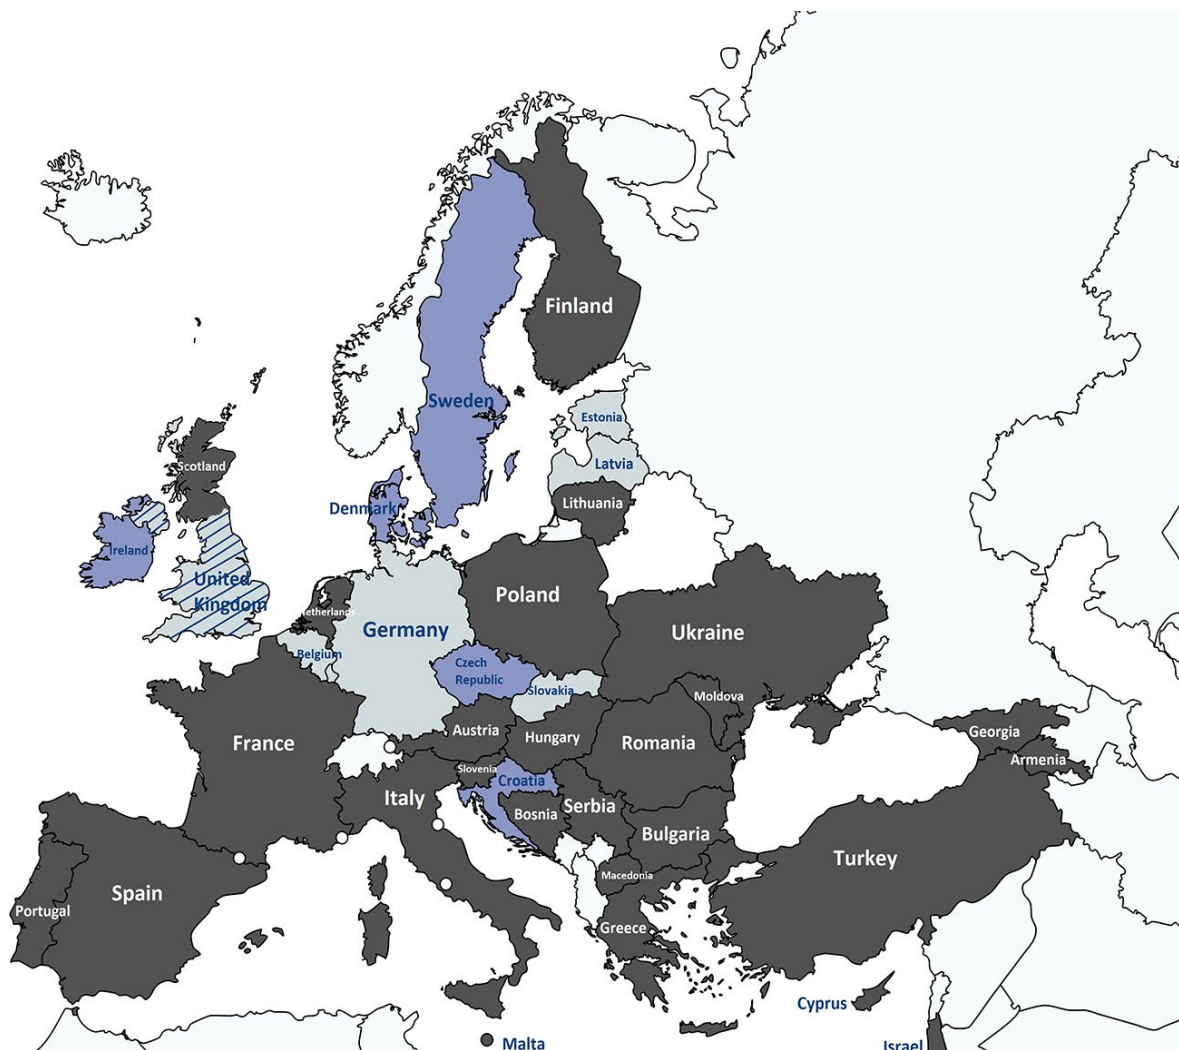 Finland
Sweden
Estonia
Latvia
Scotland
Lithuania
Denmark
Ireland
United
Kingdom
Netherlands
Poland
Germany
Ukraine
Belgium
Czech
Republic
Slovakia
Moldova
France
Austria
Hungary
Romania
Georgia
Armenia
Slovenia
Croatia
Italy
Bosnia
Serbia
Bulgaria
Turkey
Macedonia
Spain
Portugal
Greece
Cyprus
Malta
Israel